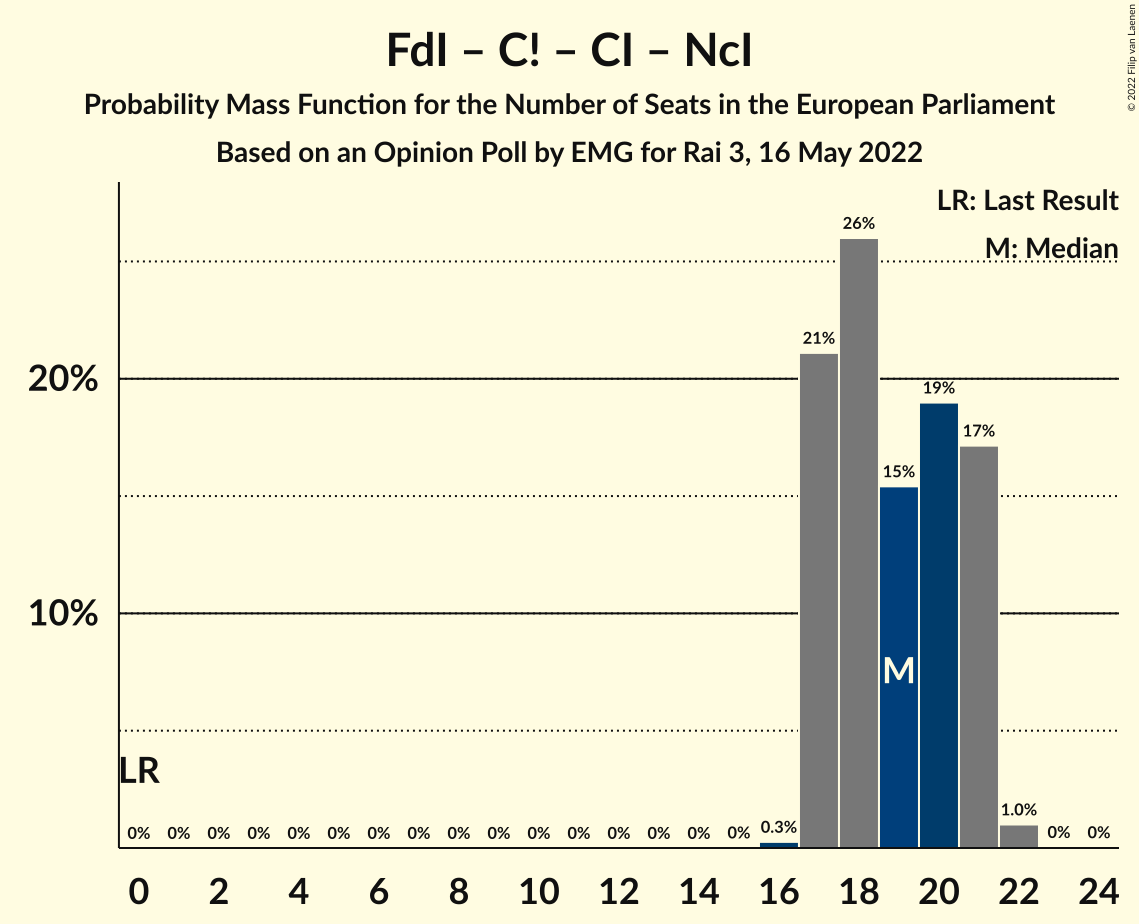 FdI – C! – CI – NcI
Probability Mass Function for the Number of Seats in the European Parliament
Based on an Opinion Poll by EMG for Rai 3, 16 May 2022
© 2022 Filip van Laenen
LR: Last Result
M: Median
26%
21%
20%
19%
17%
15%
10%
M
LR
0% 0% 0% 0% 0% 0% 0% 0% 0% 0% 0% 0% 0% 0% 0% 0% 0.3% 1.0% 0% 0%
0 2 4 6 8 10 12 14 16 18 20 22 24